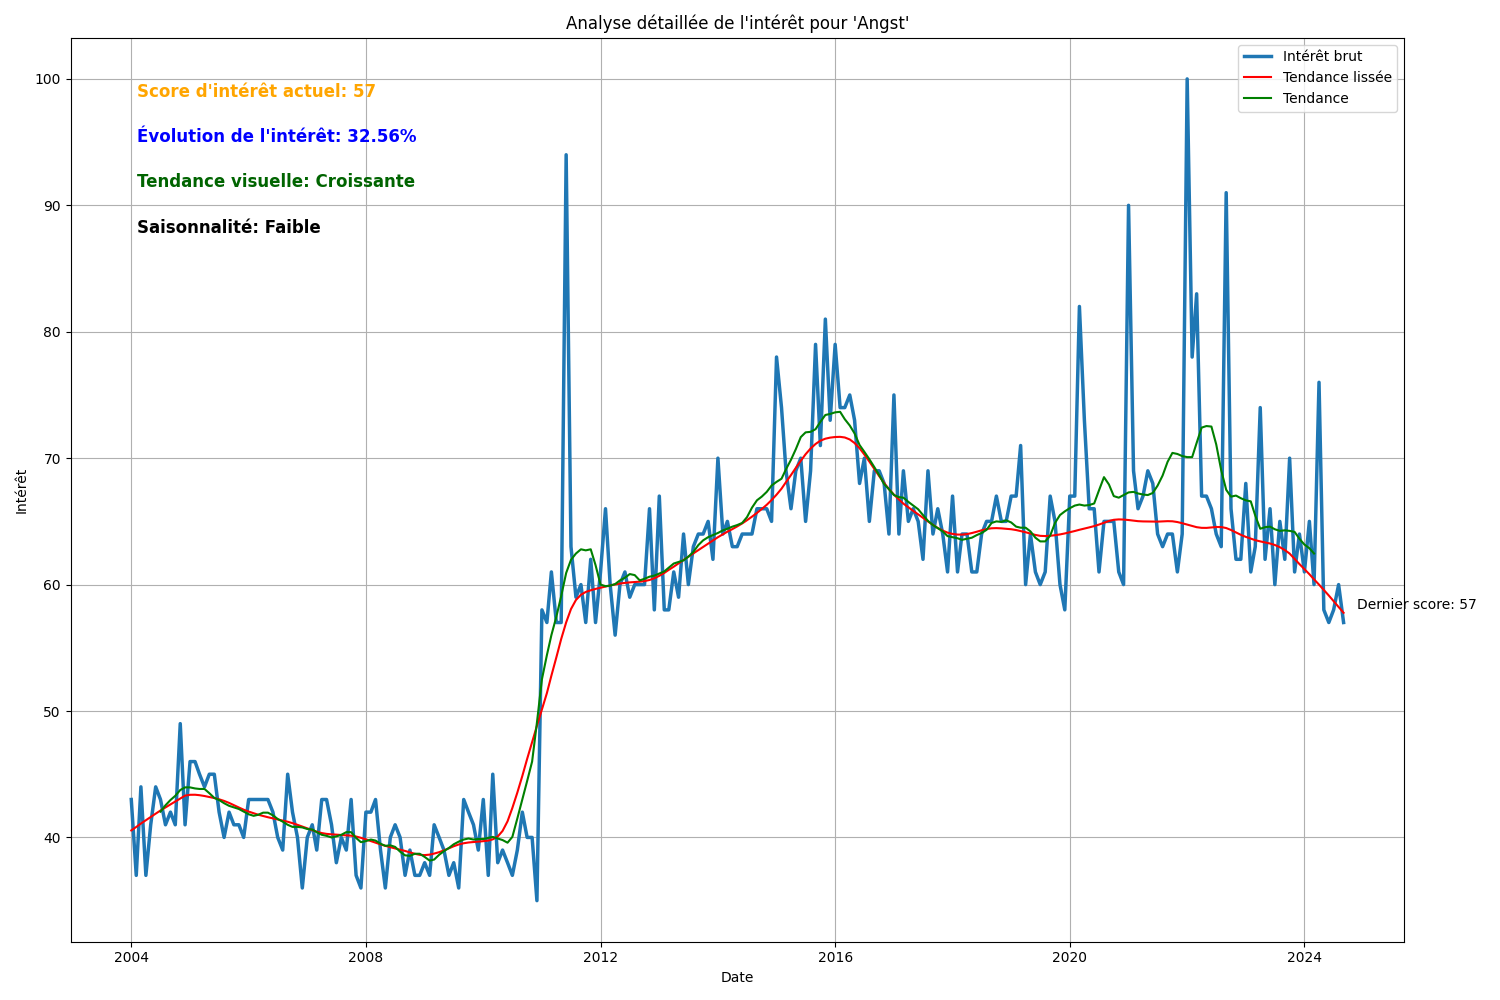 Analyse détaillée de l'intérêt pour 'Angst'
Intérêt brut
Tendance lissée
Tendance
Score d'intérêt actuel: 57
Évolution de l'intérêt: 32.56%
Tendance visuelle: Croissante
Saisonnalité: Faible
100
90
80
70
60
50
40
Intérêt
Dernier score: 57
2004
2008
2012
2016
2020
2024
Date